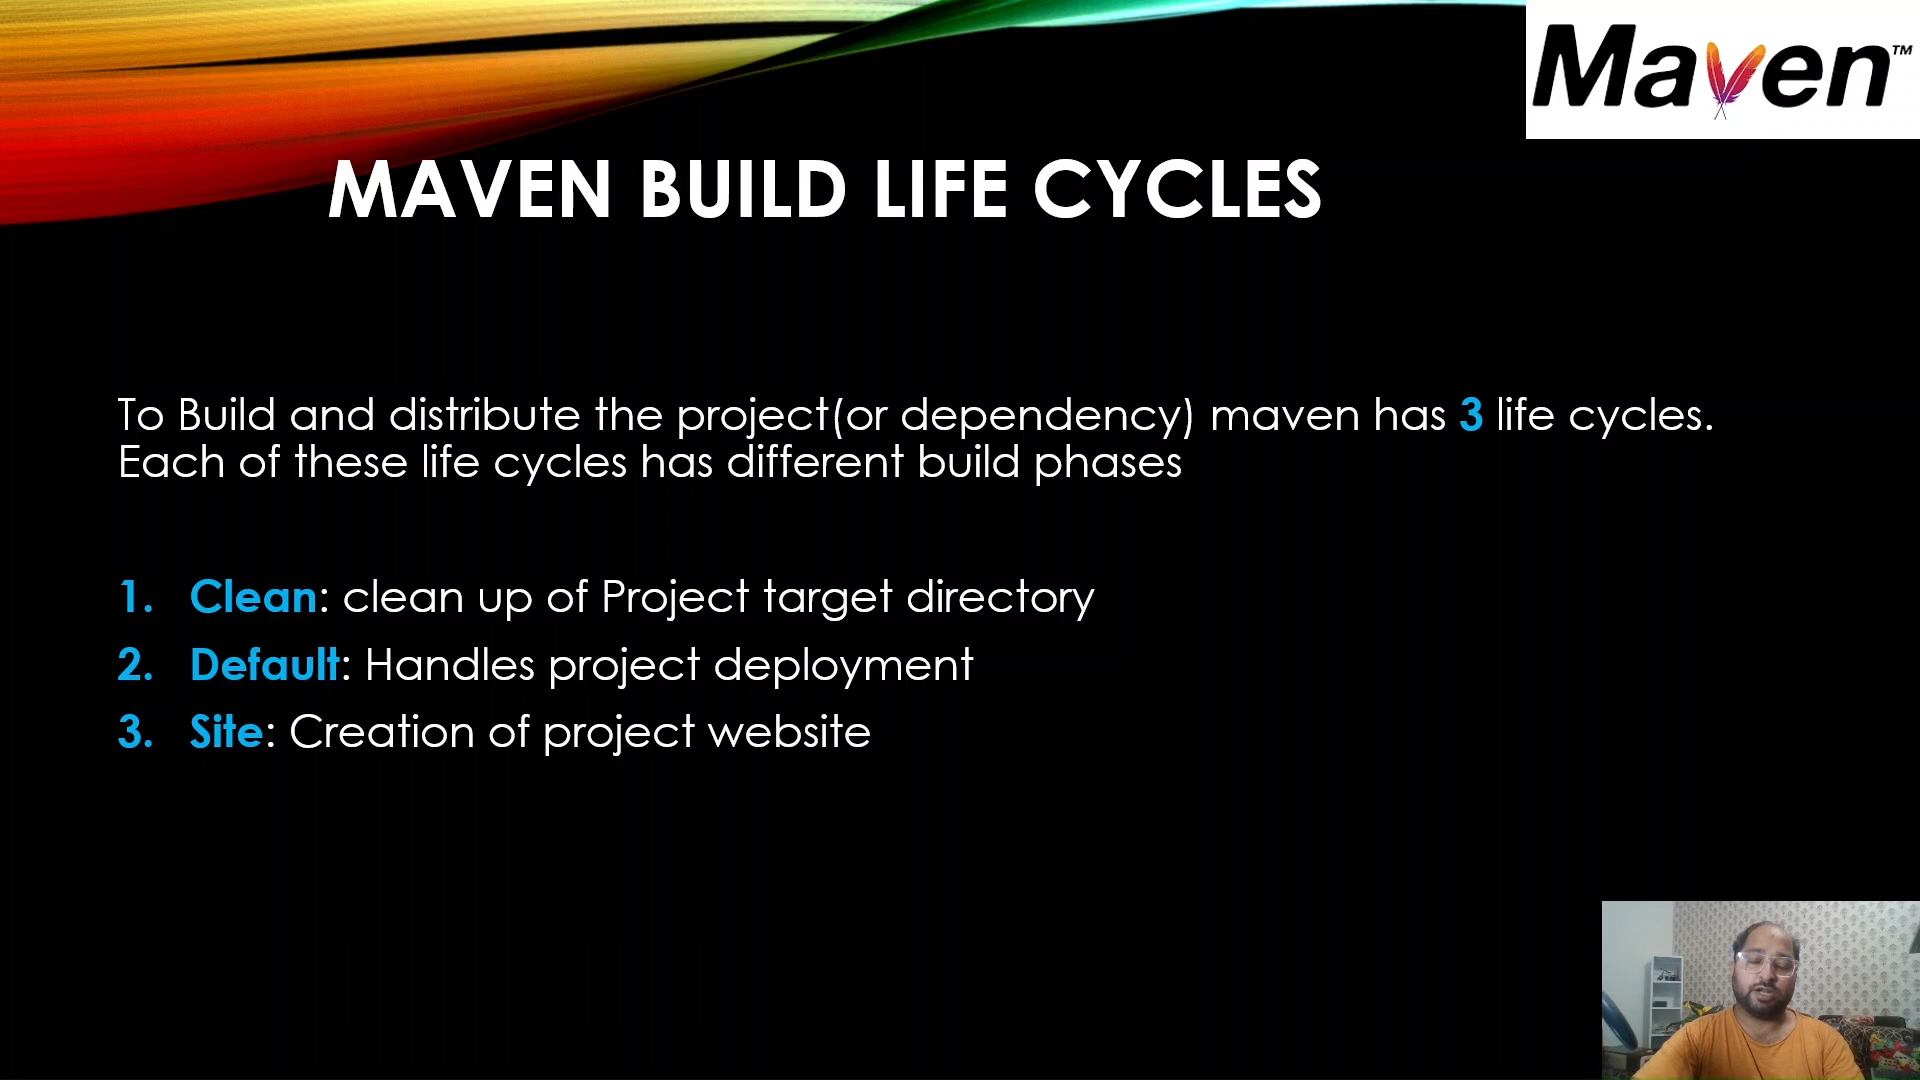 Maven™
MAVEN BUILD LIFE CYCLES
To Build and distribute the project(or dependency) maven has 3 life cycles.
Each of these life cycles has different build phases
1. Clean: clean up of Project target directory
2. Default: Handles project deployment
3. Site: Creation of project website